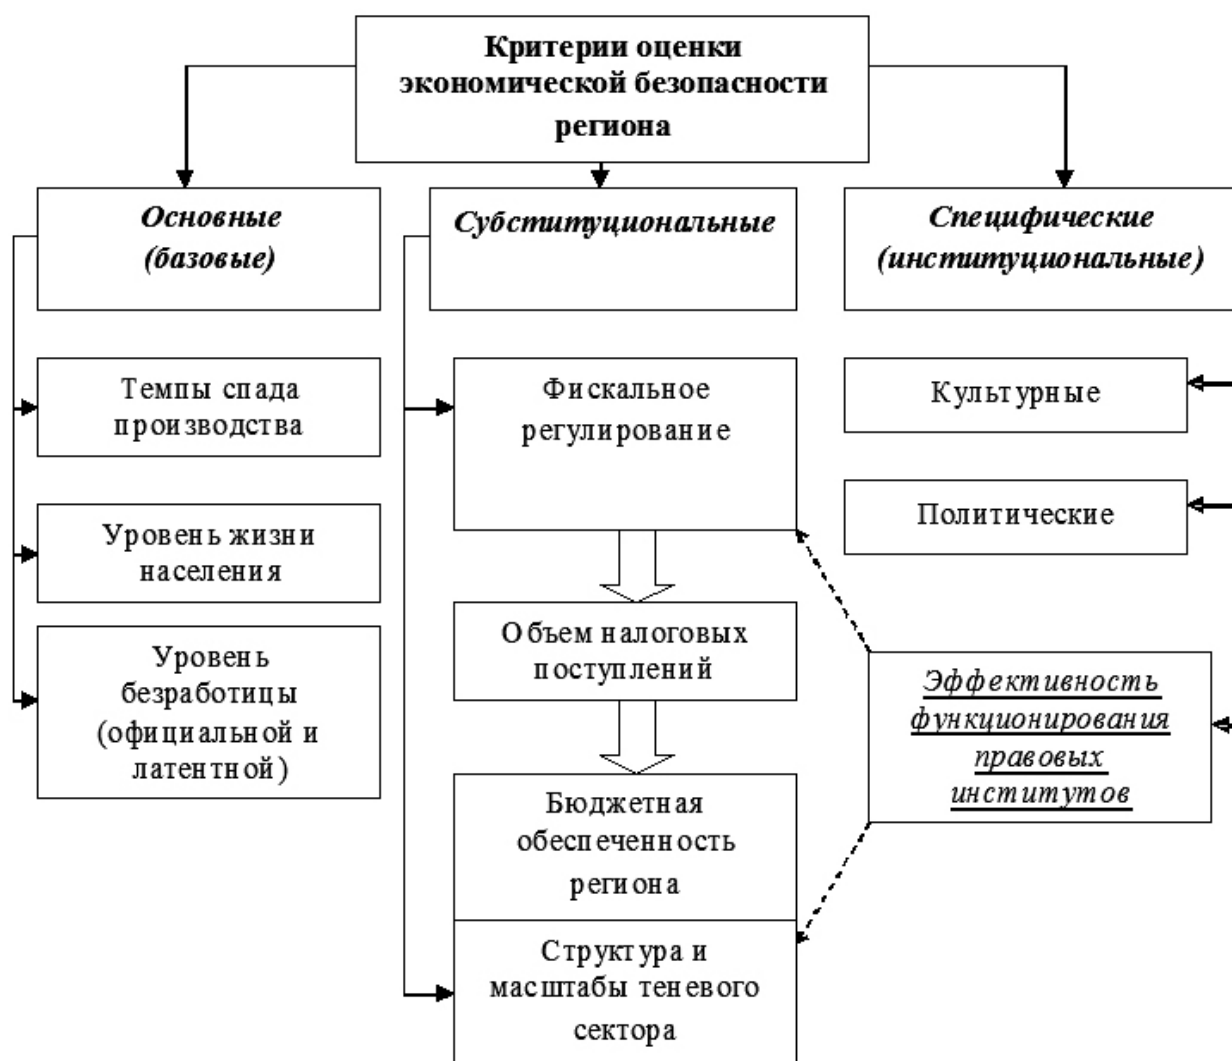 Критерии оценки
экономической безопасности
региона
Основные
(базовые)
Субституциональные
Специфические
(институциональные)
Темпы спада
производства
Уровень жизни
населения
Уровень
безработицы
(официальной и
латентной)
Фискальное
регулирование
Объем налоговых
поступлений
Бюджетная
обеспеченность
региона
Структура и
масштабы теневого
сектора
Культурные
Политические
Эффективность
функционирования
правовых
институтов